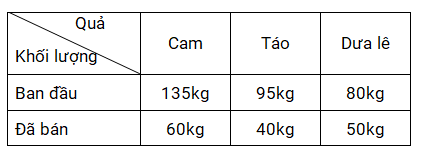 Quả
Khối lượng
Cam Táo Dưa lê
Ban đầu 135kg 95kg 80kg
Đã bán 60kg 40kg 50kg